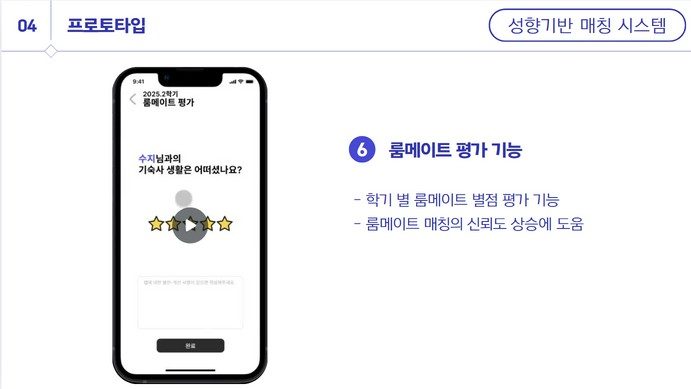 04
프로토타입
성향기반 매칭 시스템
9:41
2025.2학기
룸메이트 평가
수지님과의
기숙사 생활은 어떠셨나요?
완료
6
룸메이트 평가 기능
- 학기 별 룸메이트 별점 평가 기능
- 룸메이트 매칭의 신뢰도 상승에 도움